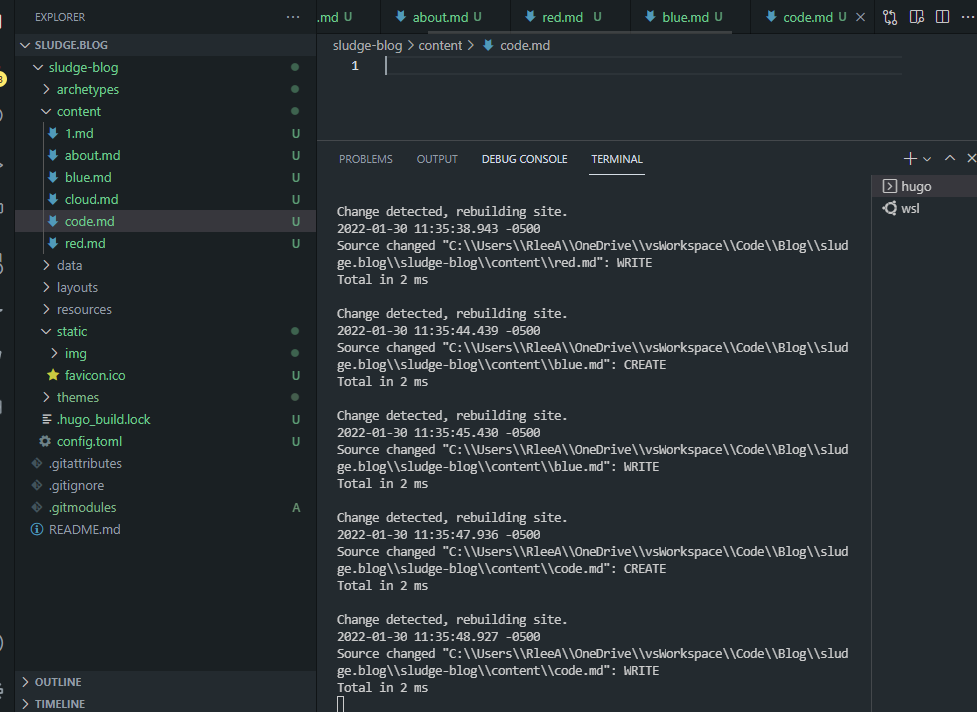 EXPLORER
SLUDGE.BLOG
sludge-blog
archetypes
content
1.md U
about.md U
blue.md U
cloud.md U
code.md U
red.md U
data
layouts
resources
static
img
favicon.ico U
themes
.hugo_build.lock U
config.toml U
.gitattributes
.gitignore
.gitmodules A
README.md
OUTLINE
TIMELINE
.md U about.md U red.md U blue.md U code.md U
sludge-blog > content > code.md
1
PROBLEMS OUTPUT DEBUG CONSOLE TERMINAL
Change detected, rebuilding site.
2022-01-30 11:35:38.943 -0500
Source changed "C:\\Users\\RleeA\\OneDrive\\vsWorkspace\\Code\\Blog\\slud
ge.blog\\sludge-blog\\content\\red.md": WRITE
Total in 2 ms
Change detected, rebuilding site.
2022-01-30 11:35:44.439 -0500
Source changed "C:\\Users\\RleeA\\OneDrive\\vsWorkspace\\Code\\Blog\\slud
ge.blog\\sludge-blog\\content\\blue.md": CREATE
Total in 2 ms
Change detected, rebuilding site.
2022-01-30 11:35:45.430 -0500
Source changed "C:\\Users\\RleeA\\OneDrive\\vsWorkspace\\Code\\Blog\\slud
ge.blog\\sludge-blog\\content\\blue.md": WRITE
Total in 2 ms
Change detected, rebuilding site.
2022-01-30 11:35:47.936 -0500
Source changed "C:\\Users\\RleeA\\OneDrive\\vsWorkspace\\Code\\Blog\\slud
ge.blog\\sludge-blog\\content\\code.md": CREATE
Total in 2 ms
Change detected, rebuilding site.
2022-01-30 11:35:48.927 -0500
Source changed "C:\\Users\\RleeA\\OneDrive\\vsWorkspace\\Code\\Blog\\slud
ge.blog\\sludge-blog\\content\\code.md": WRITE
Total in 2 ms
hugo
wsl